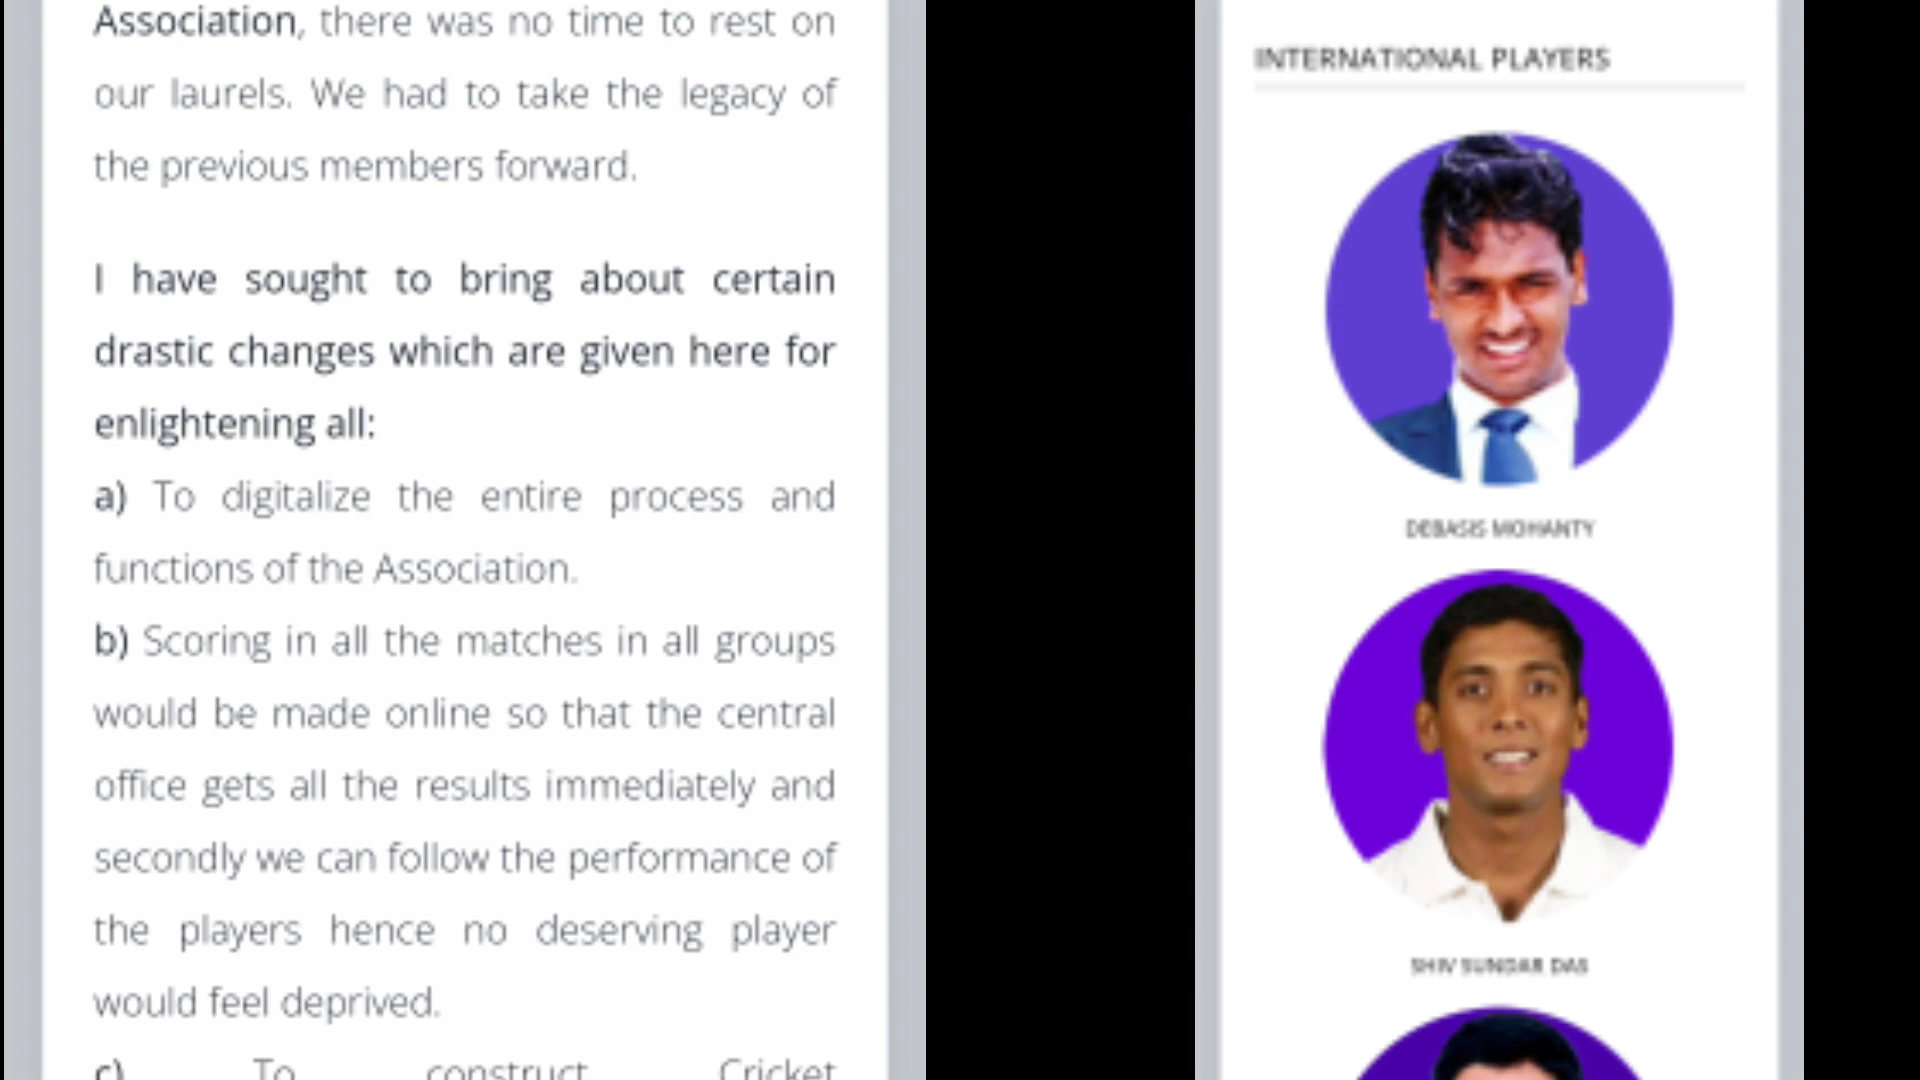 Association, there was no time to rest on
our laurels. We had to take the legacy of
the previous members forward.
I have sought to bring about certain
drastic changes which are given here for
enlightening all:
a) To digitalize the entire process and
functions of the Association.
b) Scoring in all the matches in all groups
would be made online so that the central
office gets all the results immediately and
secondly we can follow the performance of
the players hence no deserving player
would feel deprived.
c) To construct Cricket
INTERNATIONAL PLAYERS
DEBASIS MOHANTY
SHIV SUNDAR DAS